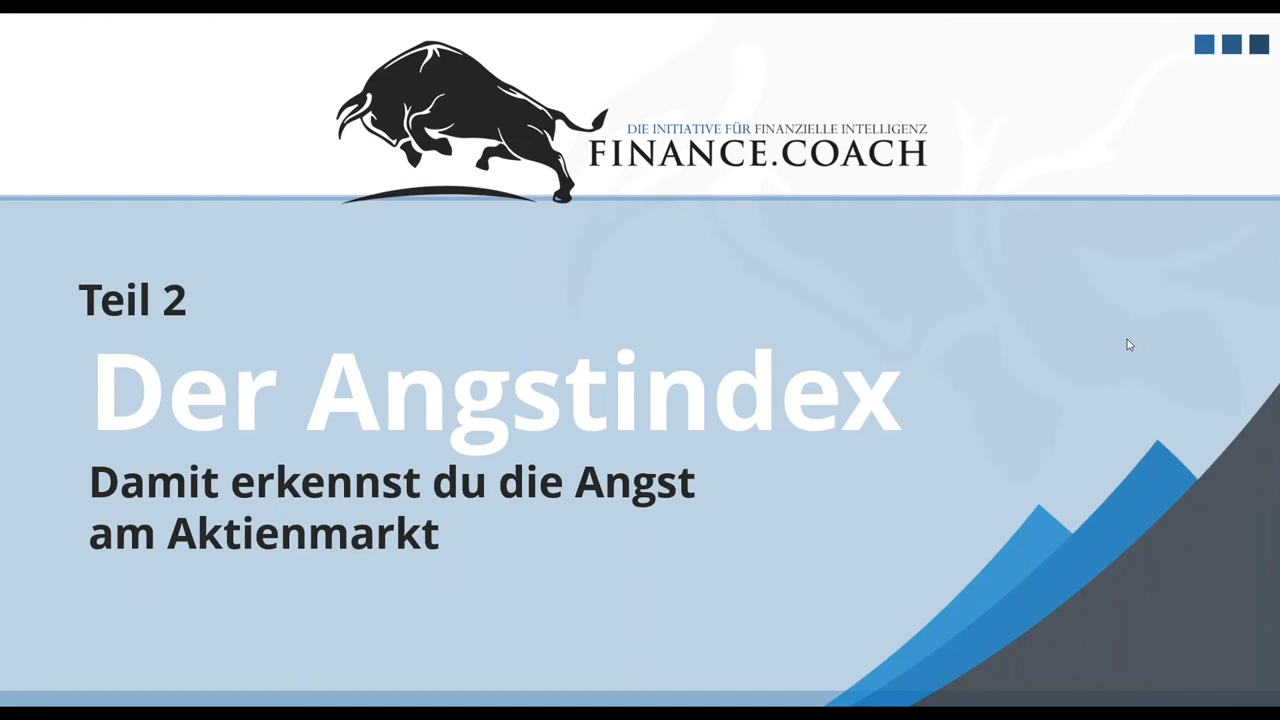 DIE INITIATIVE FÜR FINANZIELLE INTELLIGENZ
FINANCE.COACH
Teil 2
Der Angstindex
Damit erkennst du die Angst
am Aktienmarkt